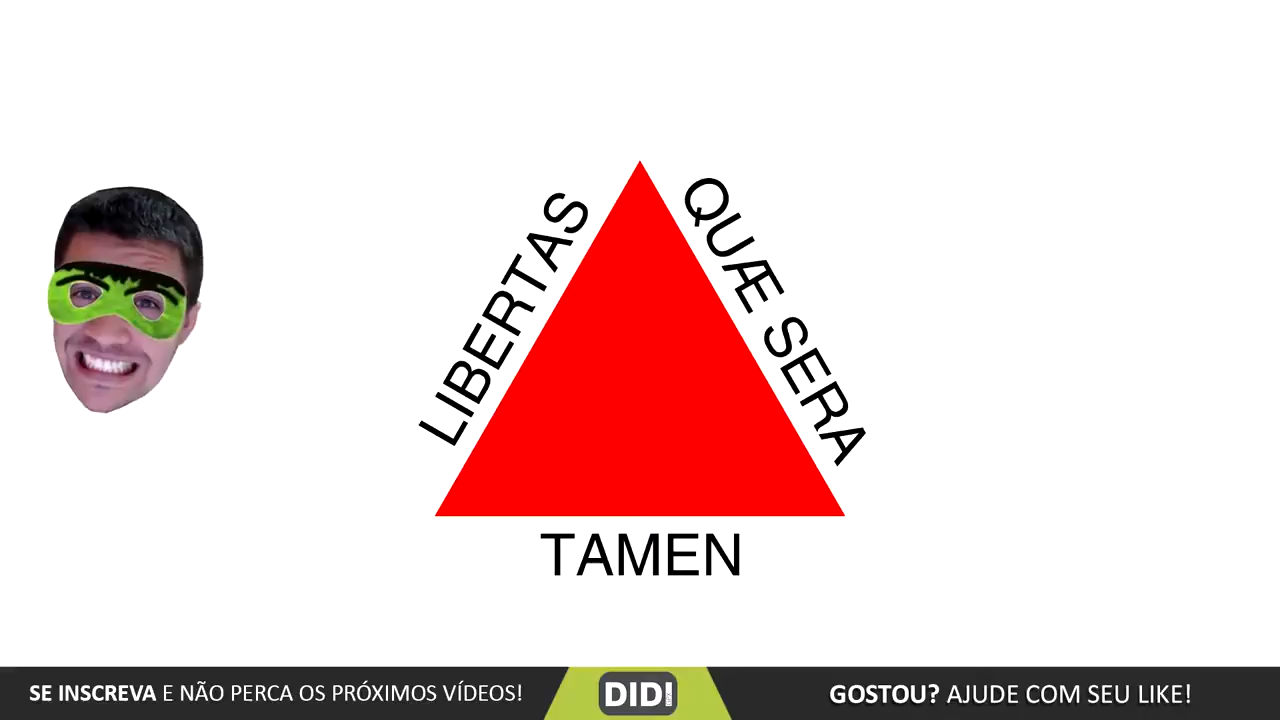 LIBERTAS
QUÆ SERA
TAMEN
SE INSCREVA E NÃO PERCA OS PRÓXIMOS VÍDEOS!
DIDI
GOSTOU? AJUDE COM SEU LIKE!